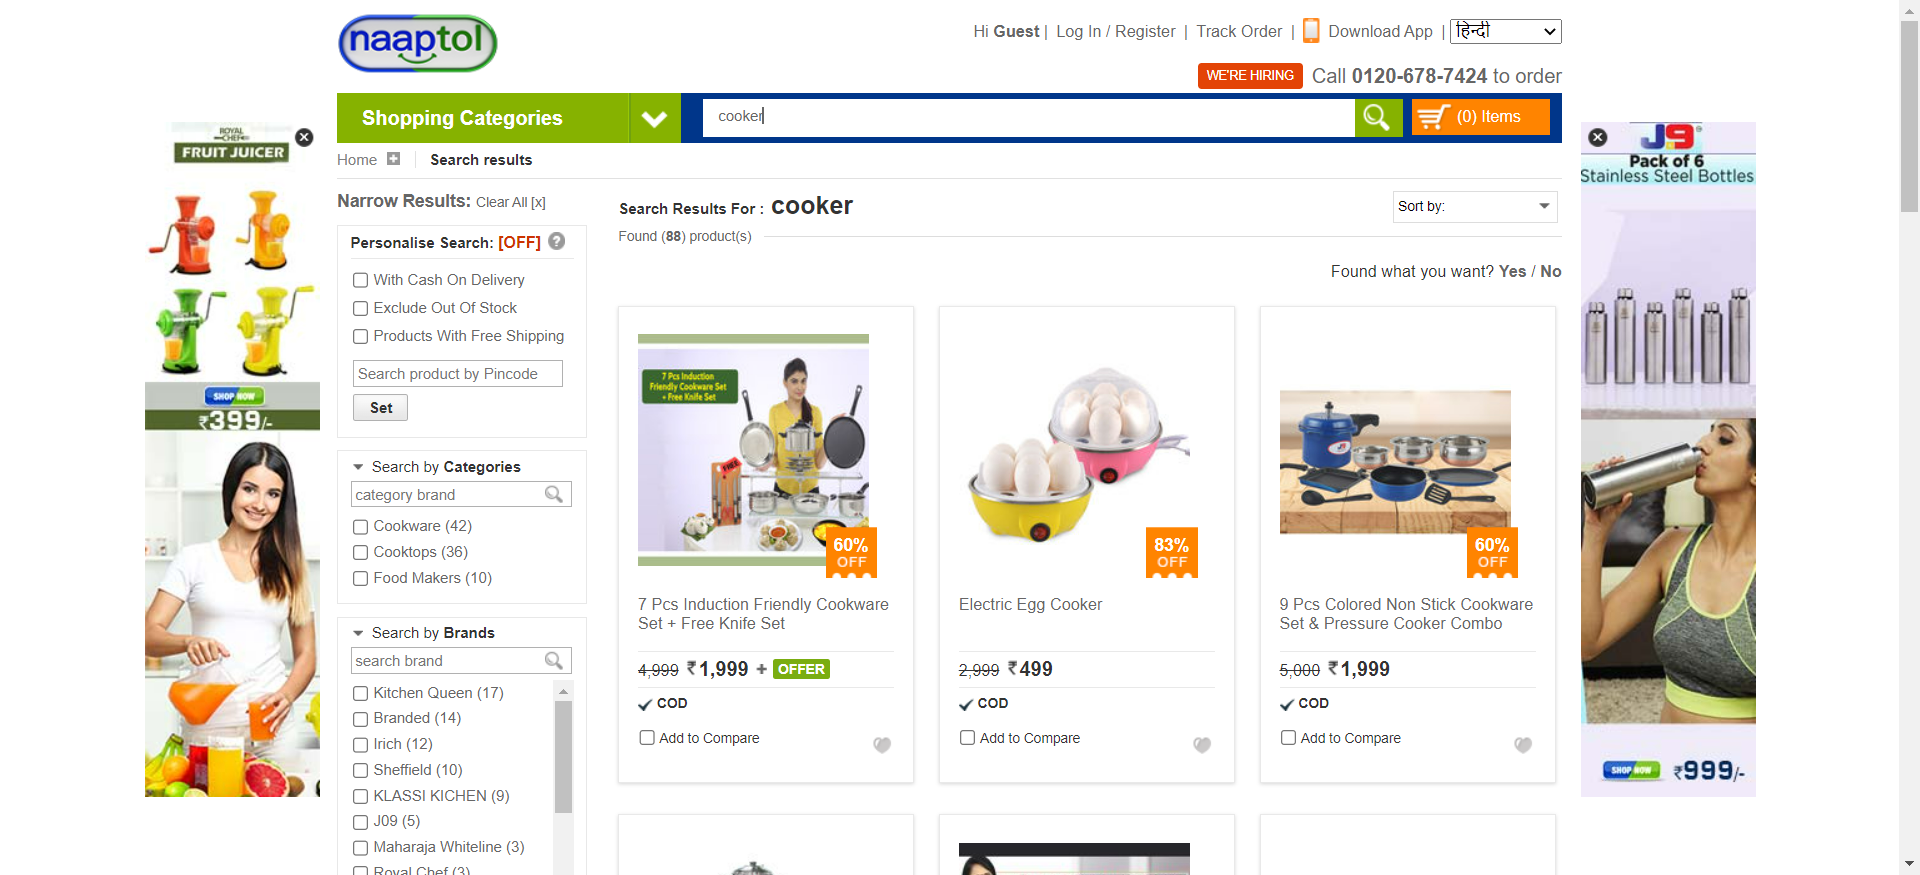 naaptol
Hi Guest | Log In / Register | Track Order | Download App | हिन्दी
WE'RE HIRING Call 0120-678-7424 to order
Shopping Categories
cooker
(0) Items
Home
Search results
ROYAL
CHEF
FRUIT JUICER
SHOP NOW
₹399/-
Narrow Results: Clear All [x]
Personalise Search: [OFF] ?
With Cash On Delivery
Exclude Out Of Stock
Products With Free Shipping
Search product by Pincode
Set
Search by Categories
category brand
Cookware (42)
Cooktops (36)
Food Makers (10)
Search by Brands
search brand
Kitchen Queen (17)
Branded (14)
Irich (12)
Sheffield (10)
KLASSI KICHEN (9)
J09 (5)
Maharaja Whiteline (3)
Royal Chef (3)
Search Results For : cooker
Sort by:
Found (88) product(s)
Found what you want? Yes / No
7 Pcs Induction
Friendly Cookware Set
+ Free Knife Set
FREE
60%
OFF
7 Pcs Induction Friendly Cookware
Set + Free Knife Set
4,999 ₹1,999 + OFFER
COD
Add to Compare
83%
OFF
Electric Egg Cooker
2,999 ₹499
COD
Add to Compare
J9
60%
OFF
9 Pcs Colored Non Stick Cookware
Set & Pressure Cooker Combo
5,000 ₹1,999
COD
Add to Compare
J9
Pack of 6
Stainless Steel Bottles
SHOP NOW
₹999/-